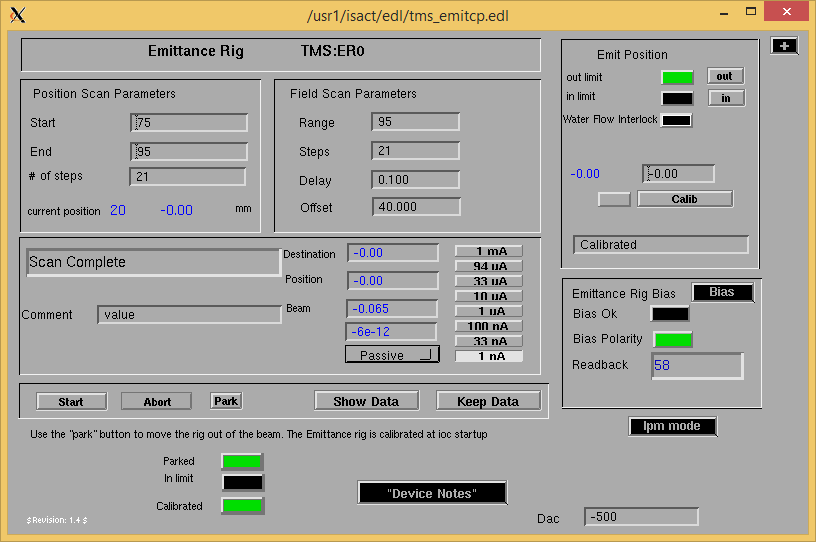 X /usr1/isact/edl/tms_emitcp.edl
Emittance Rig TMS:ER0
+
Position Scan Parameters
Start 75
End 95
# of steps 21
current position 20 -0.00 mm
Field Scan Parameters
Range 95
Steps 21
Delay 0.100
Offset 40.000
Emit Position
out limit out
in limit in
Water Flow Interlock
-0.00 -0.00
Calib
Calibrated
Scan Complete
Comment value
Destination -0.00
Position -0.00
Beam -0.065
-6e-12
Passive
1 mA
94 uA
33 uA
10 uA
1 uA
100 nA
33 nA
1 nA
Emittance Rig Bias Bias
Bias Ok
Bias Polarity
Readback 58
Start Abort Park Show Data Keep Data
Ipm mode
Use the "park" button to move the rig out of the beam. The Emittance rig is calibrated at ioc startup
Parked
In limit
Calibrated
"Device Notes"
Dac -500
$Revision: 1.4 $